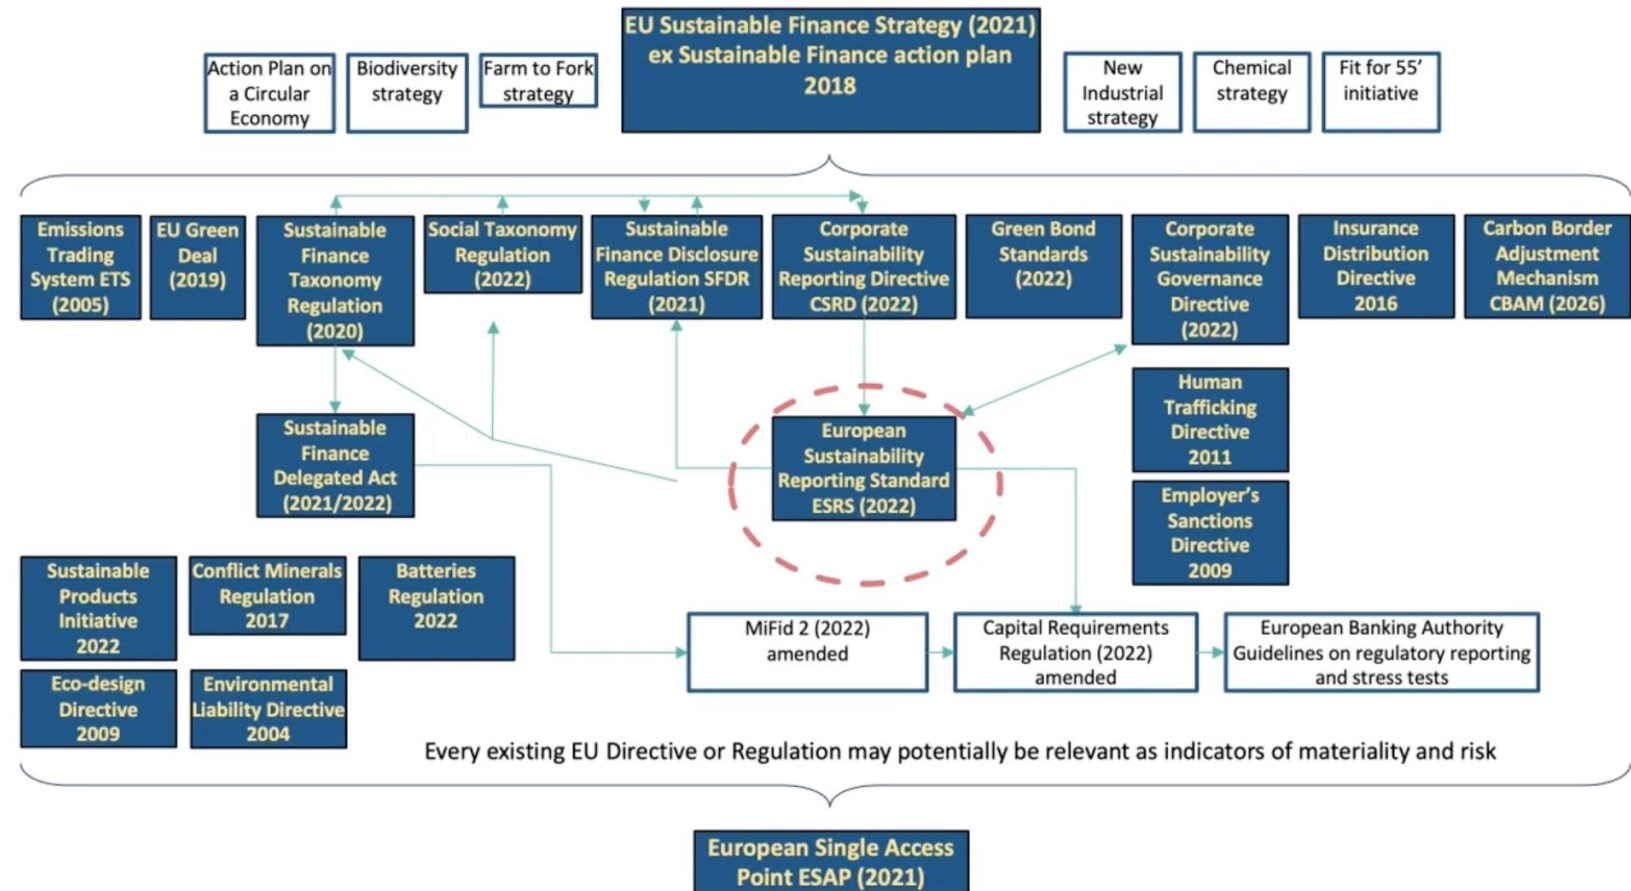 EU Sustainable Finance Strategy (2021)
ex Sustainable Finance action plan
2018
Action Plan on
a Circular
Economy
Biodiversity
strategy
Farm to Fork
strategy
New
Industrial
strategy
Chemical
strategy
Fit for 55’
initiative
Emissions
Trading
System ETS
(2005)
EU Green
Deal
(2019)
Sustainable
Finance
Taxonomy
Regulation
(2020)
Social Taxonomy
Regulation
(2022)
Sustainable
Finance Disclosure
Regulation SFDR
(2021)
Corporate
Sustainability
Reporting Directive
CSRD (2022)
Green Bond
Standards
(2022)
Corporate
Sustainability
Governance
Directive
(2022)
Insurance
Distribution
Directive
2016
Carbon Border
Adjustment
Mechanism
CBAM (2026)
Human
Trafficking
Directive
2011
Sustainable
Finance
Delegated Act
(2021/2022)
European
Sustainability
Reporting Standard
ESRS (2022)
Employer’s
Sanctions
Directive
2009
Sustainable
Products
Initiative
2022
Conflict Minerals
Regulation
2017
Batteries
Regulation
2022
MiFid 2 (2022)
amended
Capital Requirements
Regulation (2022)
amended
European Banking Authority
Guidelines on regulatory reporting
and stress tests
Eco-design
Directive
2009
Environmental
Liability Directive
2004
Every existing EU Directive or Regulation may potentially be relevant as indicators of materiality and risk
European Single Access
Point ESAP (2021)